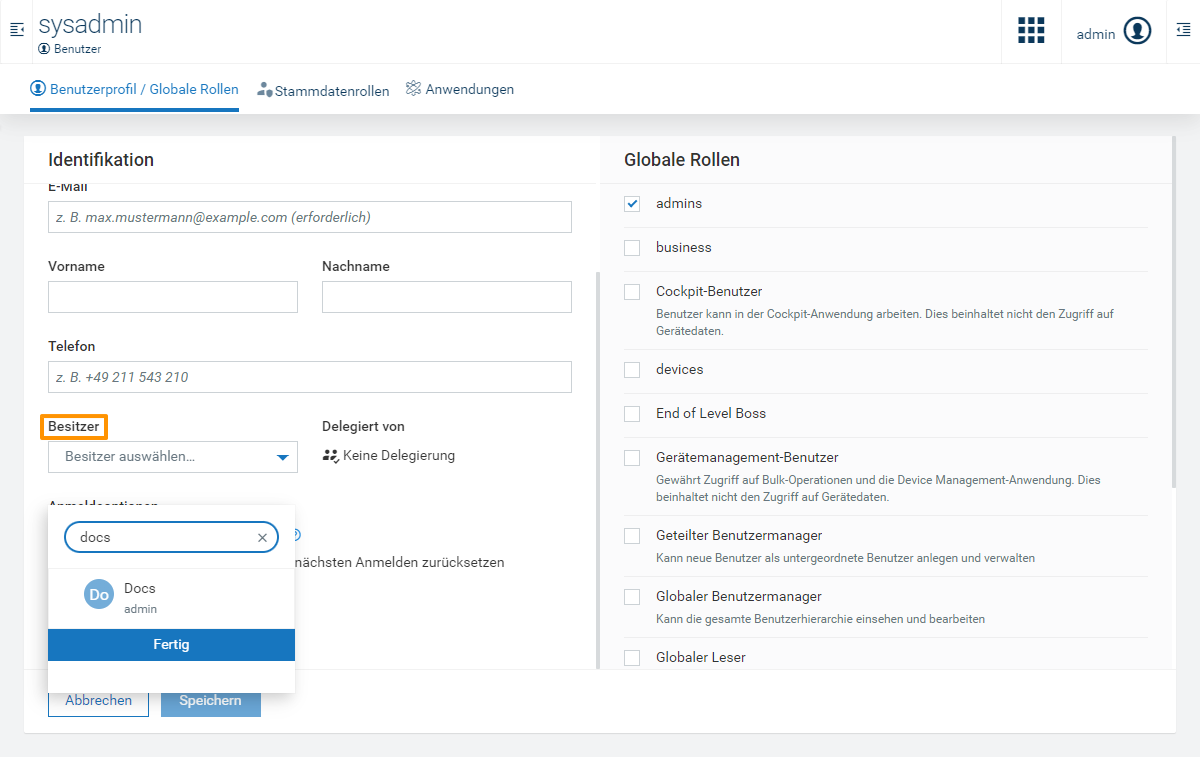 sysadmin
Benutzer
admin
Benutzerprofil / Globale Rollen
Stammdatenrollen
Anwendungen
Identifikation
E-Mail
z. B. max.mustermann@example.com (erforderlich)
Vorname
Nachname
Telefon
z. B. +49 211 543 210
Besitzer
Delegiert von
Besitzer auswählen...
Keine Delegierung
Anmeldeoptionen
docs
nächsten Anmelden zurücksetzen
Do
Docs
admin
Fertig
Abbrechen
Speichern
Globale Rollen
admins
business
Cockpit-Benutzer
Benutzer kann in der Cockpit-Anwendung arbeiten. Dies beinhaltet nicht den Zugriff auf
Gerätedaten.
devices
End of Level Boss
Gerätemanagement-Benutzer
Gewährt Zugriff auf Bulk-Operationen und die Device Management-Anwendung. Dies
beinhaltet nicht den Zugriff auf Gerätedaten.
Geteilter Benutzermanager
Kann neue Benutzer als untergeordnete Benutzer anlegen und verwalten
Globaler Benutzermanager
Kann die gesamte Benutzerhierarchie einsehen und bearbeiten
Globaler Leser